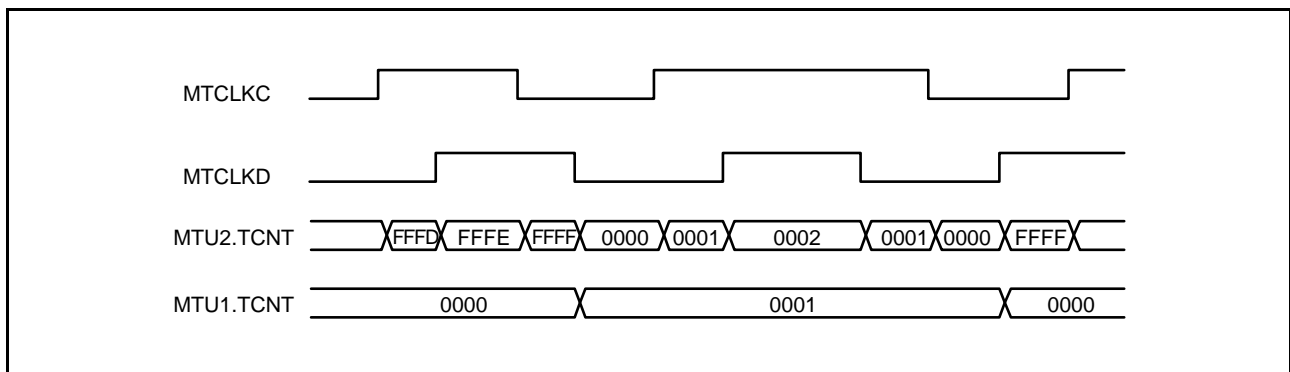 MTCLKC
MTCLKD
MTU2.TCNT FFFD FFFE FFFF 0000 0001 0002 0001 0000 FFFF
MTU1.TCNT 0000 0001 0000